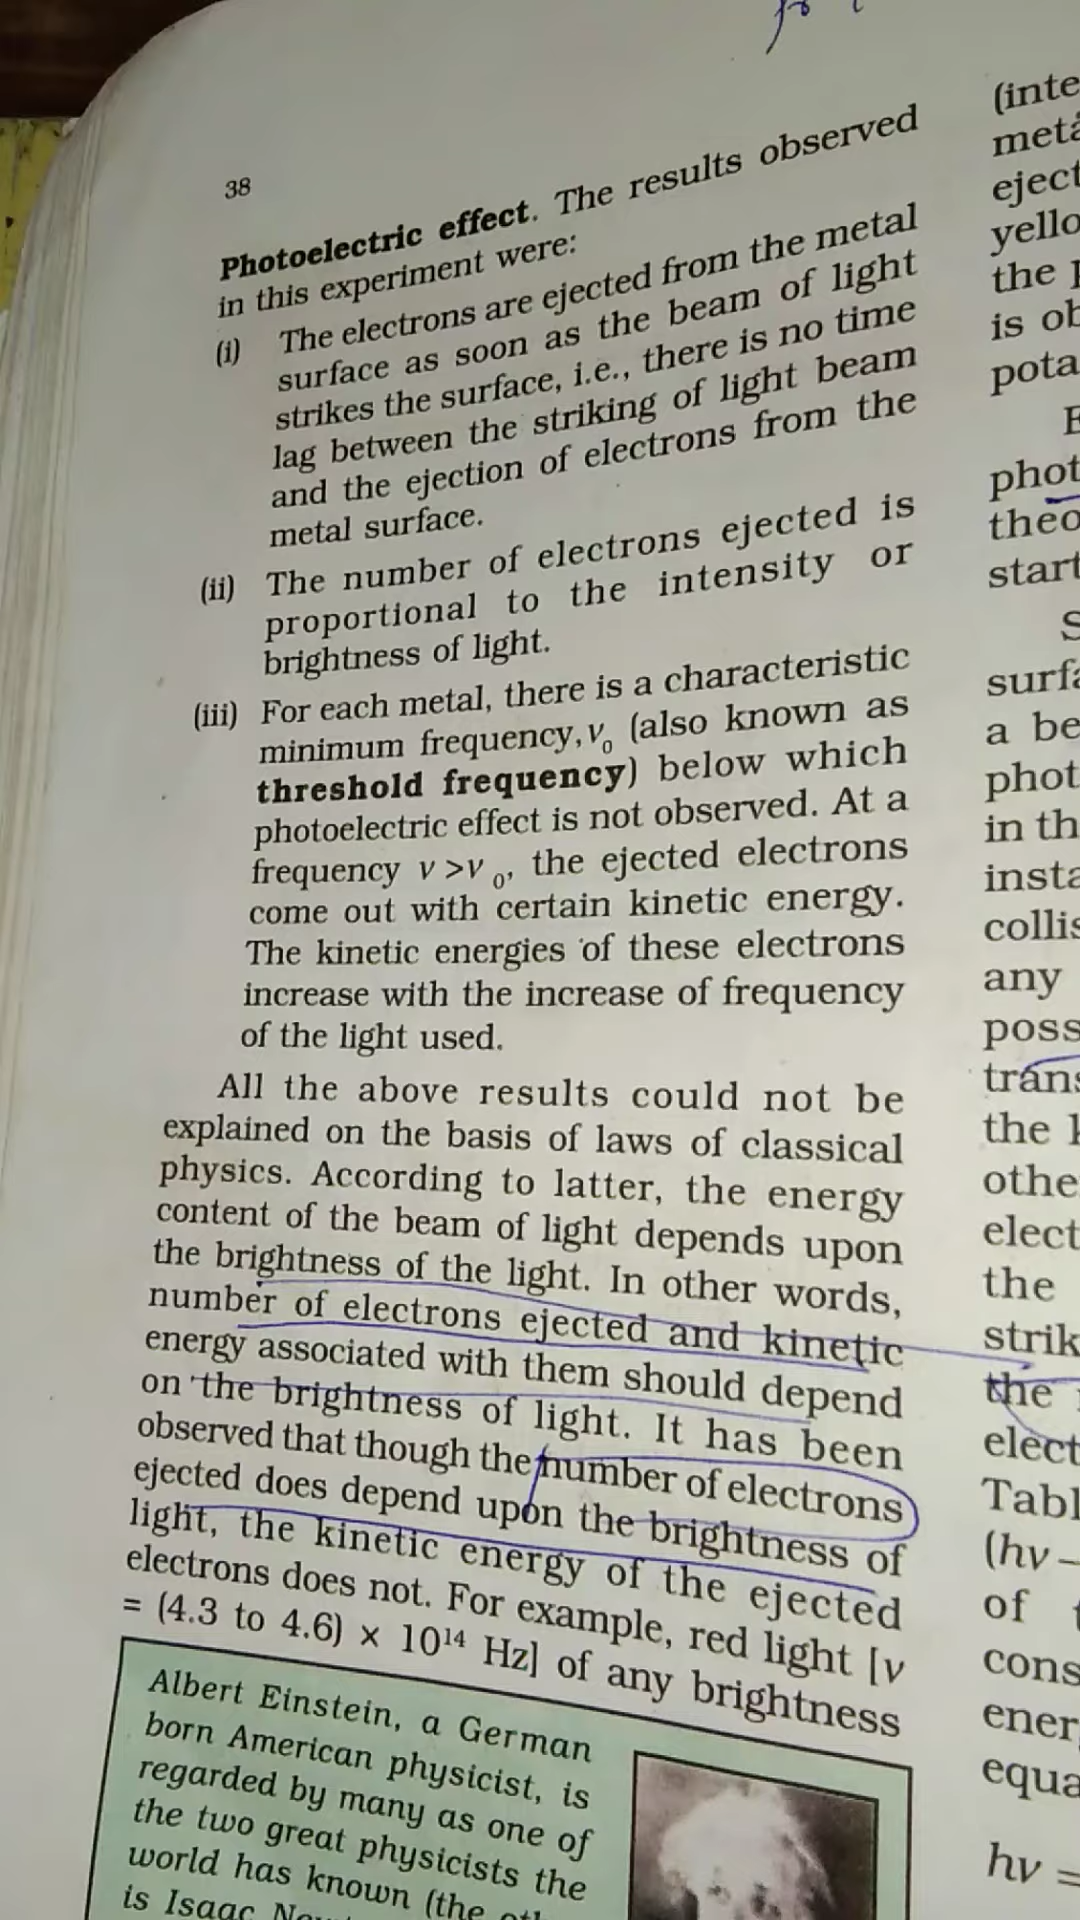 38
Photoelectric effect. The results observed
in this experiment were:
(i) The electrons are ejected from the metal
surface as soon as the beam of light
strikes the surface, i.e., there is no time
lag between the striking of light beam
and the ejection of electrons from the
metal surface.
(ii) The number of electrons ejected is
proportional to the intensity or
brightness of light.
(iii) For each metal, there is a characteristic
minimum frequency, ν₀ (also known as
threshold frequency) below which
photoelectric effect is not observed. At a
frequency ν >ν ₀, the ejected electrons
come out with certain kinetic energy.
The kinetic energies of these electrons
increase with the increase of frequency
of the light used.
All the above results could not be
explained on the basis of laws of classical
physics. According to latter, the energy
content of the beam of light depends upon
the brightness of the light. In other words,
number of electrons ejected and kinetic
energy associated with them should depend
on the brightness of light. It has been
observed that though the number of electrons
ejected does depend upon the brightness of
light, the kinetic energy of the ejected
electrons does not. For example, red light [ν
= (4.3 to 4.6) × 10¹⁴ Hz] of any brightness
Albert Einstein, a German
born American physicist, is
regarded by many as one of
the two great physicists the
world has known (the
is Isaac
(inte
meta
eject
yello
the
is ob
pota
phot
theo
start
S
surfa
a be
phot
in th
insta
collis
any
poss
trans
the
othe
elect
the
strik
the
elect
Tabl
(hν –
of
cons
ener
equa
hν =